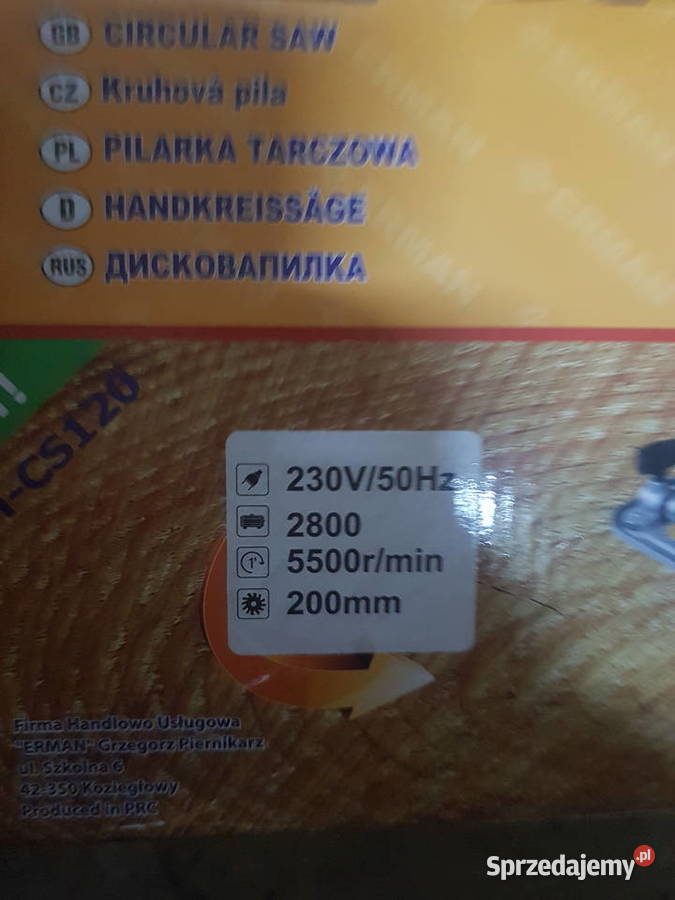 GB CIRCULAR SAW
CZ Kruhová pila
PL PILARKA TARCZOWA
D HANDKREISSÄGE
RUS ДИСКОВАПИЛКА
-CS120
230V/50Hz
2800
5500r/min
200mm
Firma Handlowo Usługowa
"ERMAN" Grzegorz Piernikarz
ul. Szkolna 6
42-350 Koziegłowy
Produced in PRC
Sprzedajemy.pl